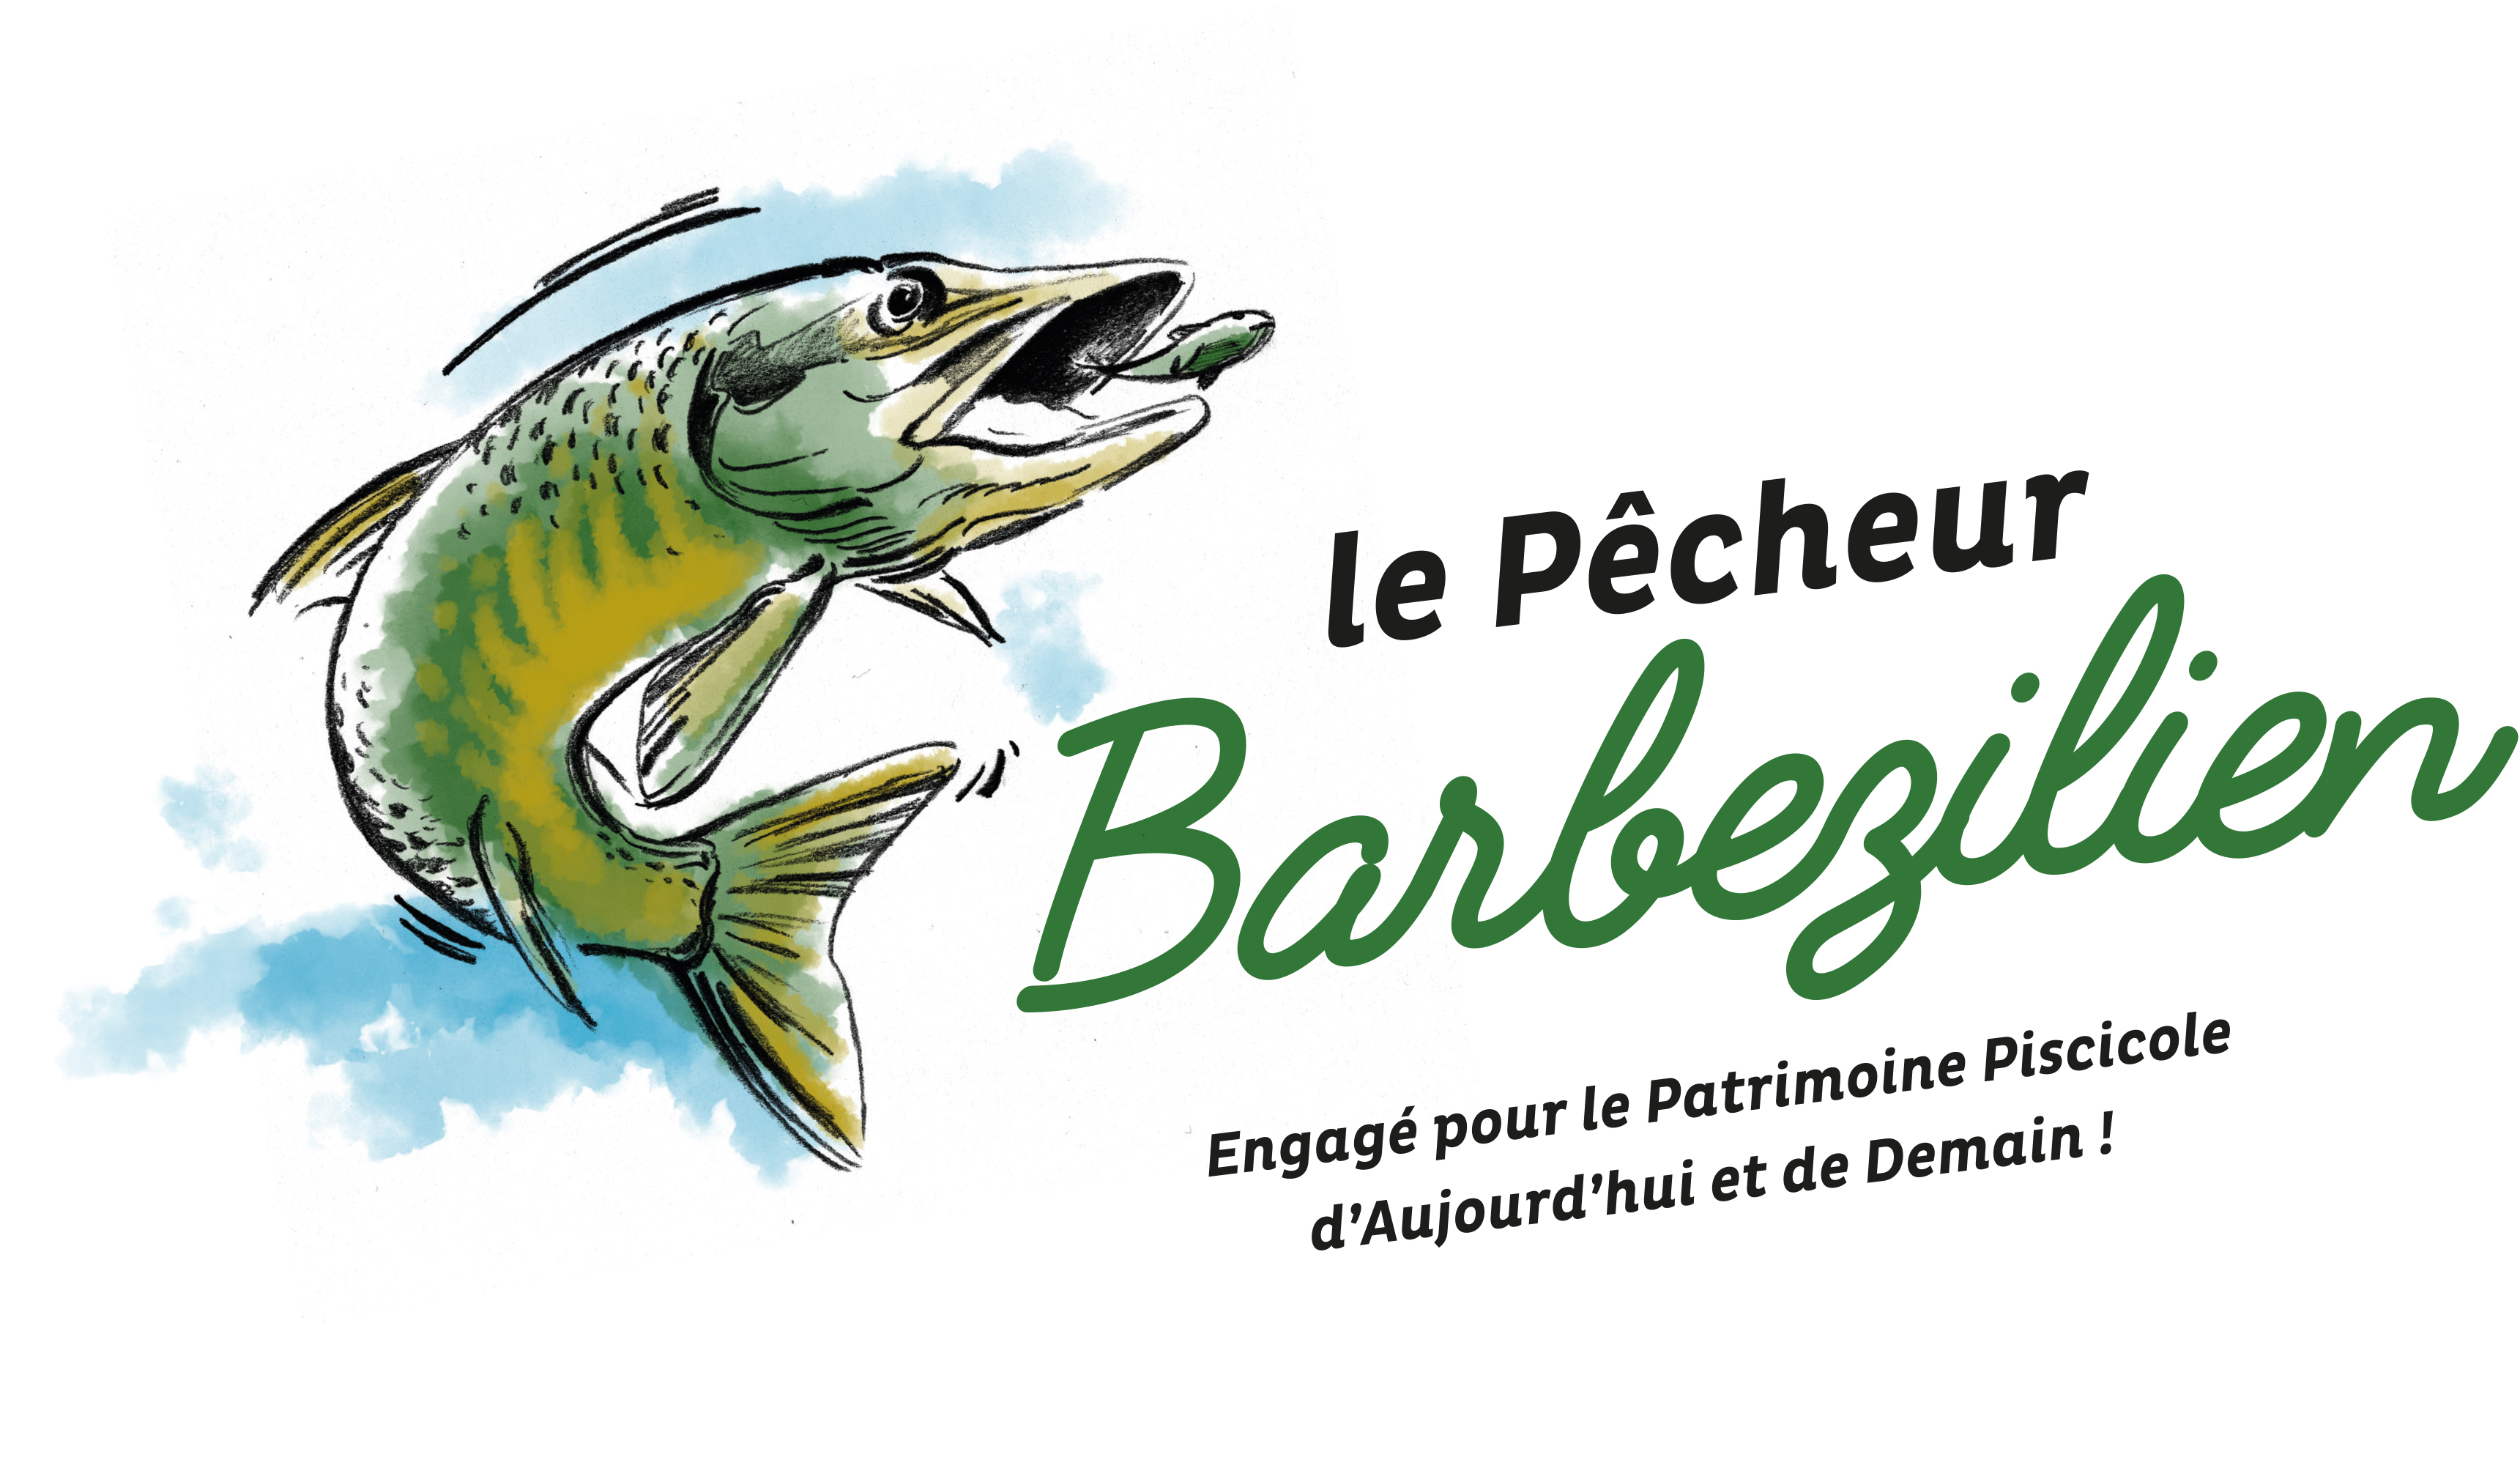 le Pêcheur
Barbezilien
Engagé pour le Patrimoine Piscicole
d’Aujourd’hui et de Demain !